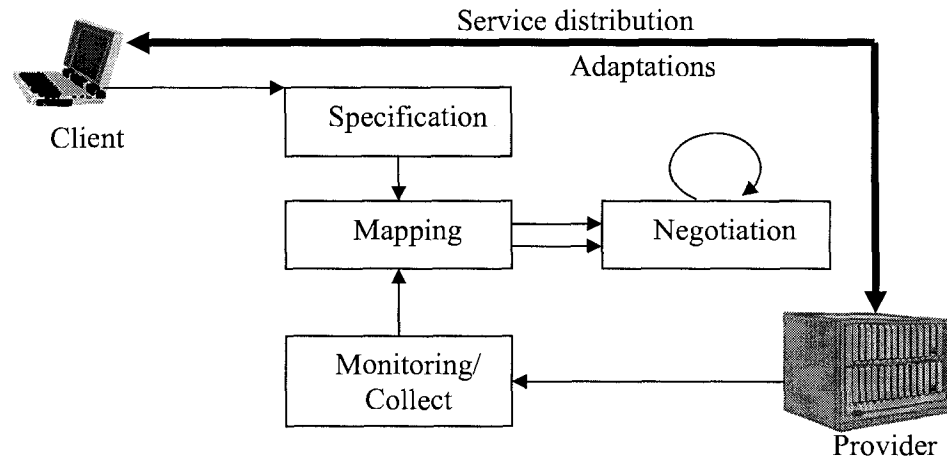 Service distribution
Adaptations
Client
Specification
Mapping
Negotiation
Monitoring/
Collect
Provider